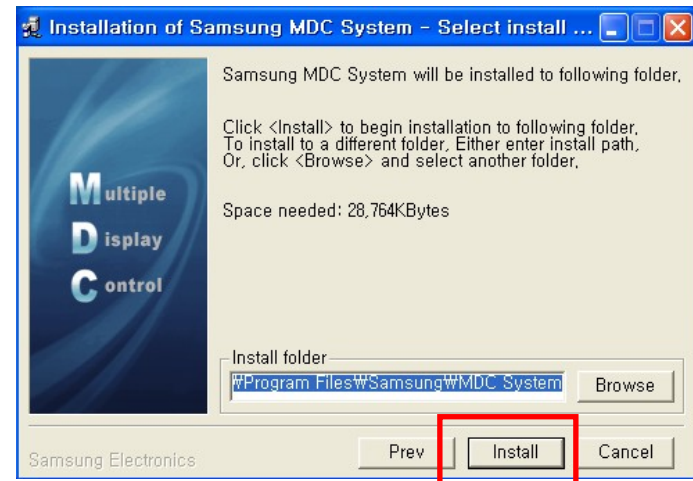 Installation of Samsung MDC System - Select install ...
Samsung MDC System will be installed to following folder.
Click <Install> to begin installation to following folder.
To install to a different folder, Either enter install path,
Or, click <Browse> and select another folder.
Multiple
Display
Control
Space needed: 28,764KBytes
Install folder
₩Program Files₩Samsung₩MDC System
Browse
Samsung Electronics
Prev
Install
Cancel